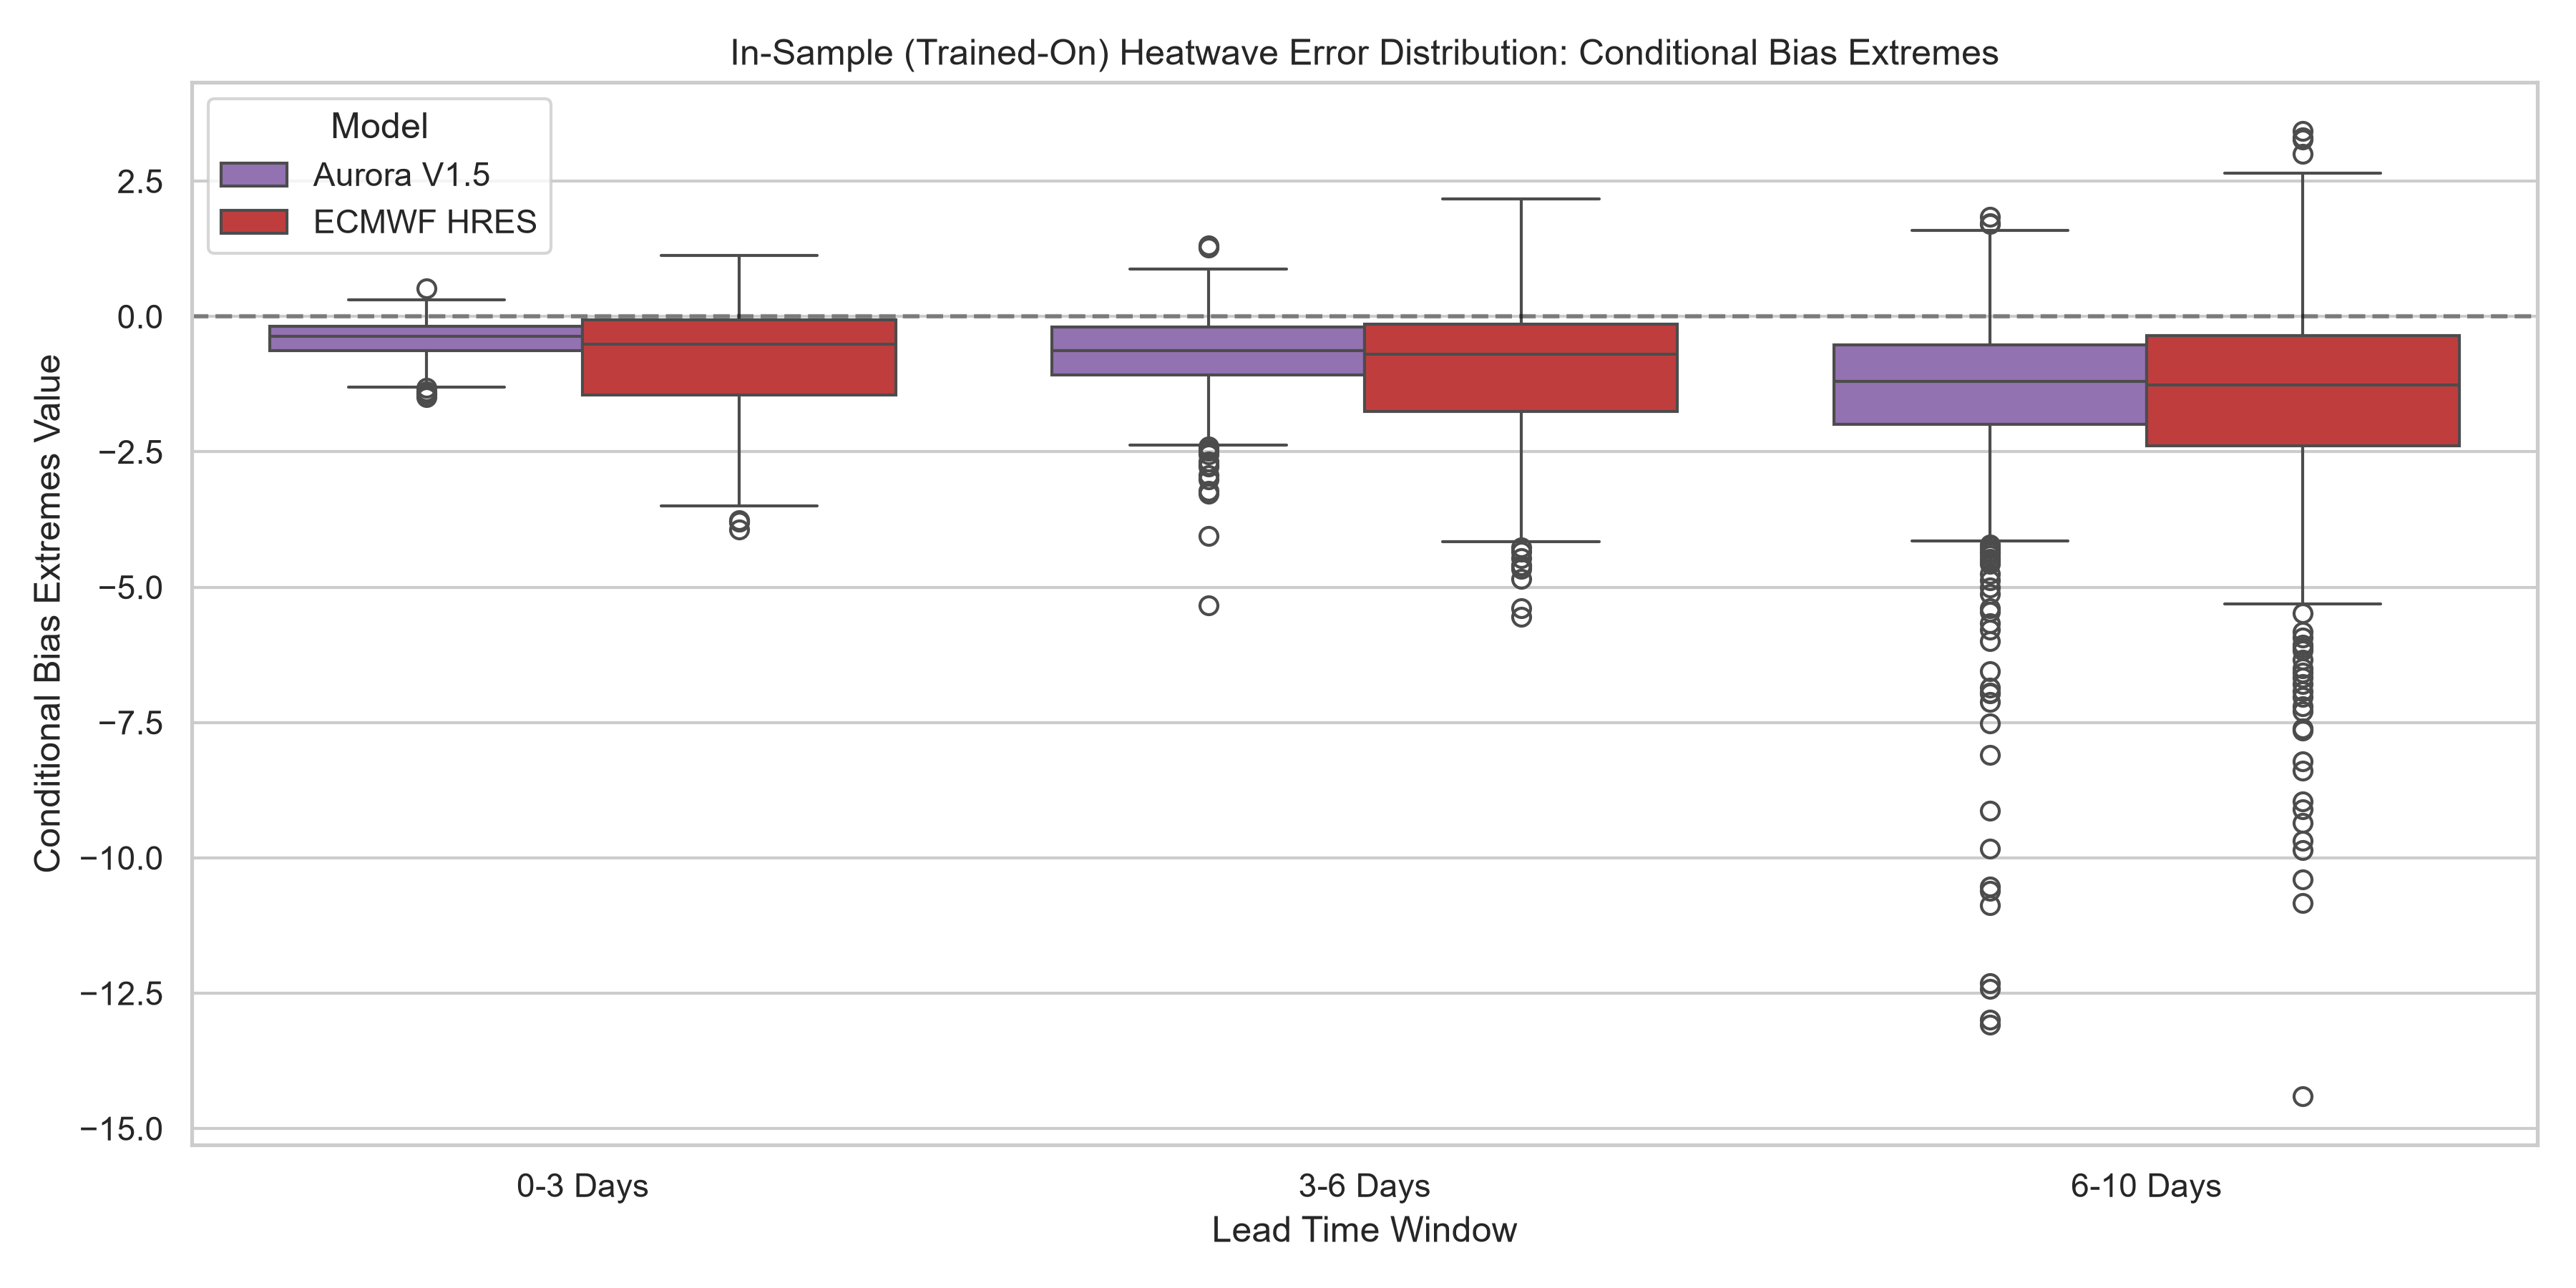 In-Sample (Trained-On) Heatwave Error Distribution: Conditional Bias Extremes
Model
Aurora V1.5
ECMWF HRES
Conditional Bias Extremes Value
2.5
0.0
−2.5
−5.0
−7.5
−10.0
−12.5
−15.0
0-3 Days
3-6 Days
6-10 Days
Lead Time Window